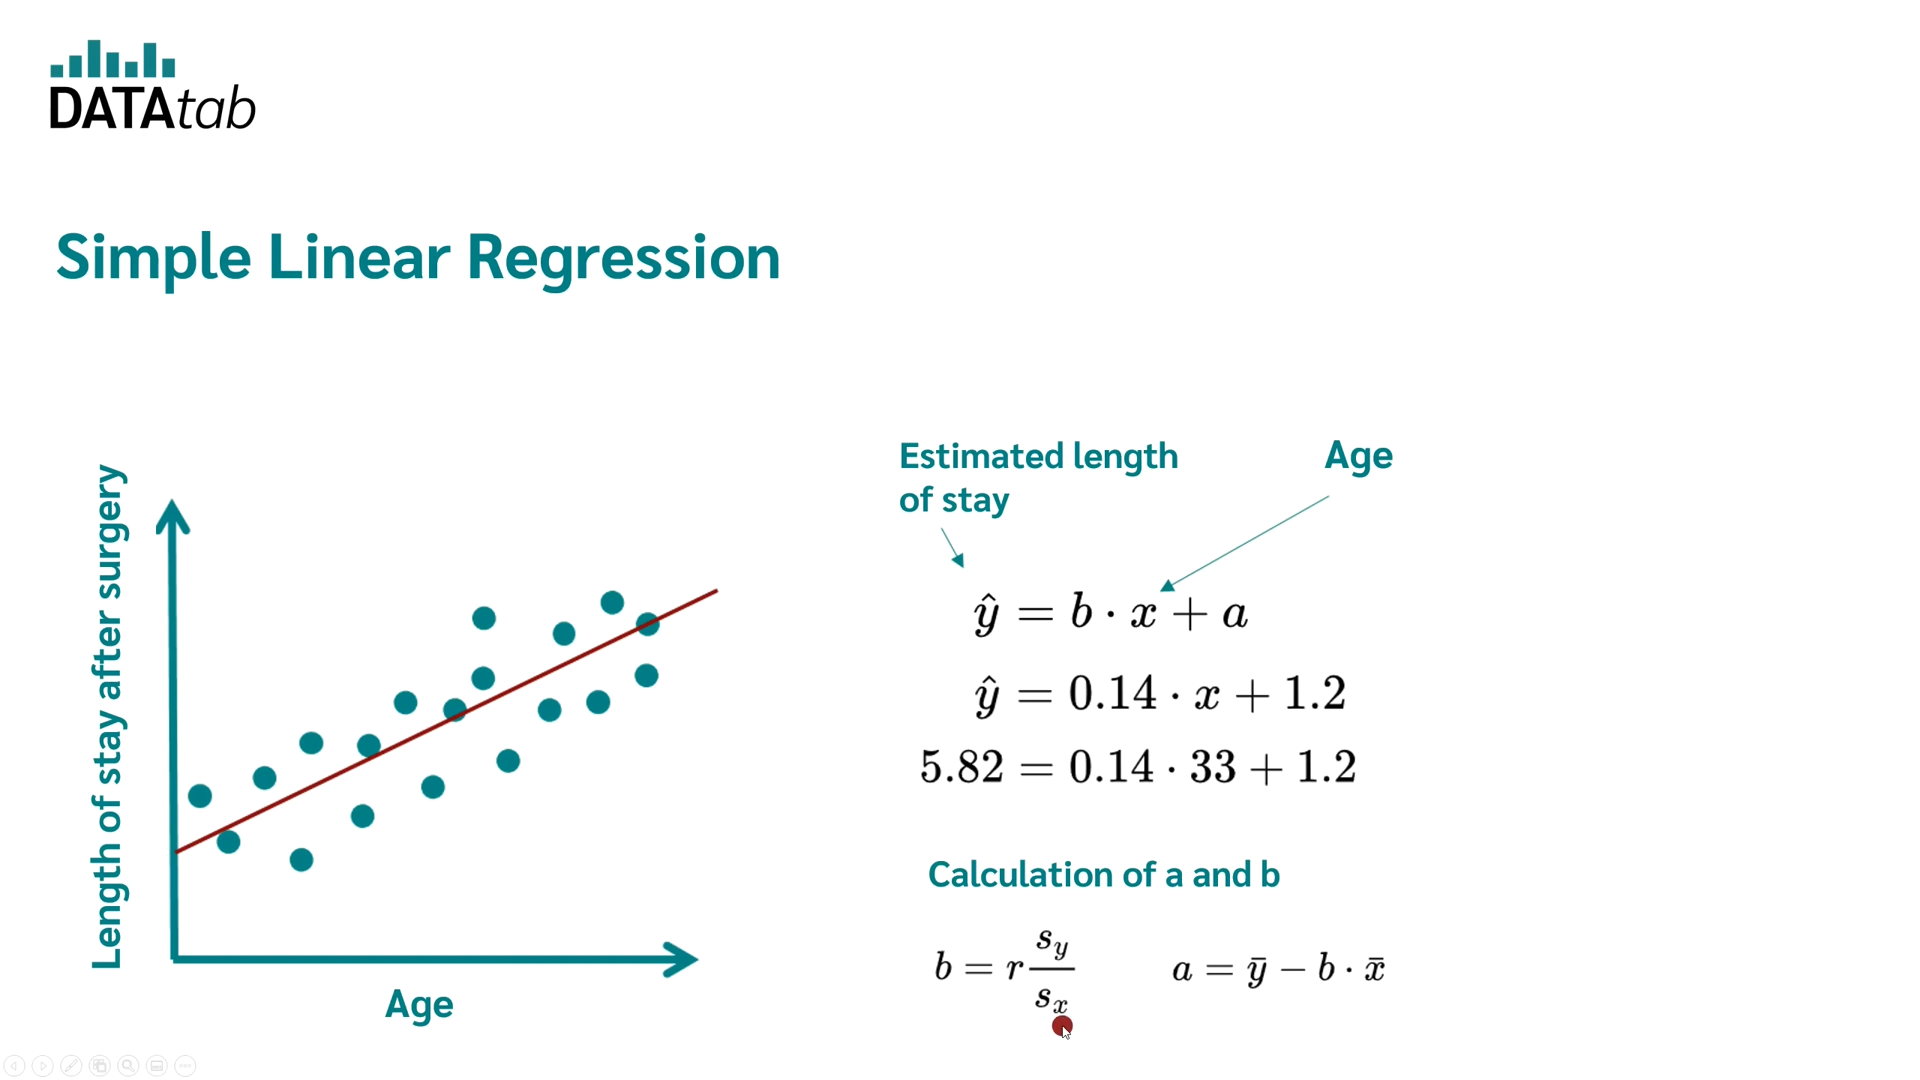 DATAtab
Simple Linear Regression
Length of stay after surgery
Age
Estimated length
of stay
Age
ŷ = b · x + a
ŷ = 0.14 · x + 1.2
5.82 = 0.14 · 33 + 1.2
Calculation of a and b
b = r s_y / s_x
a = ȳ − b · x̄